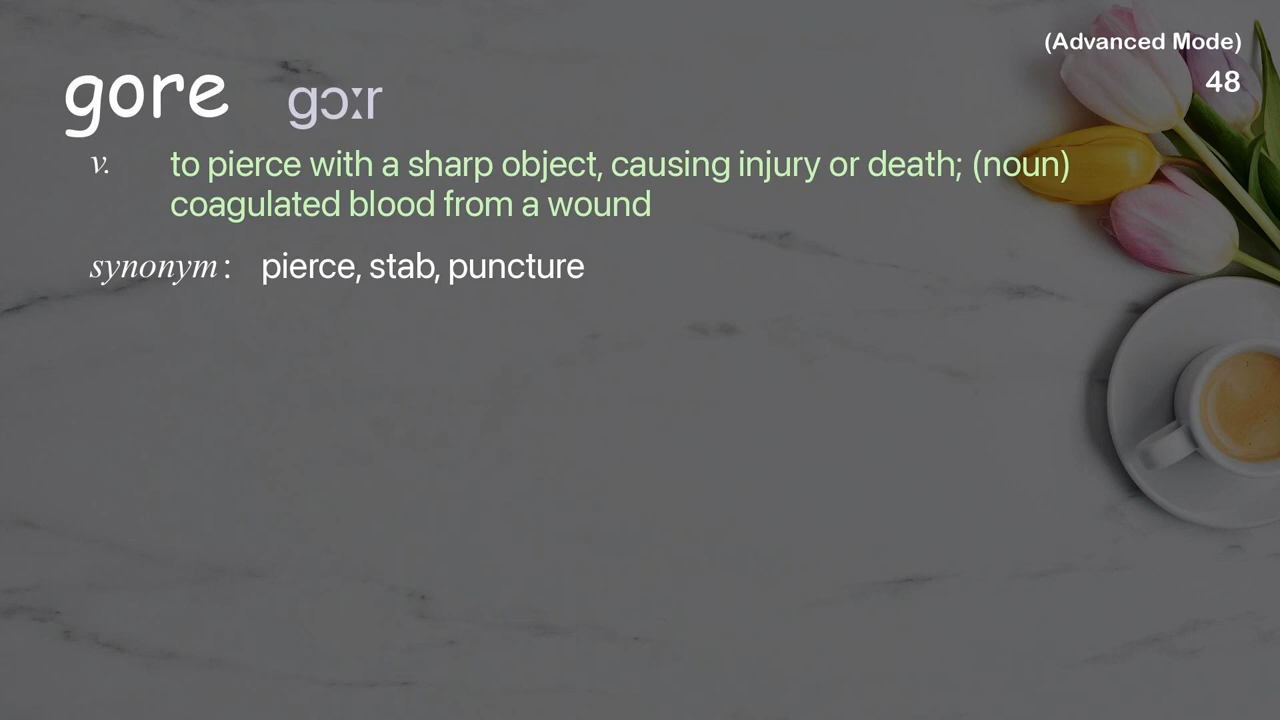 (Advanced Mode)
48
gore gɔːr
v. to pierce with a sharp object, causing injury or death; (noun)
coagulated blood from a wound
synonym: pierce, stab, puncture